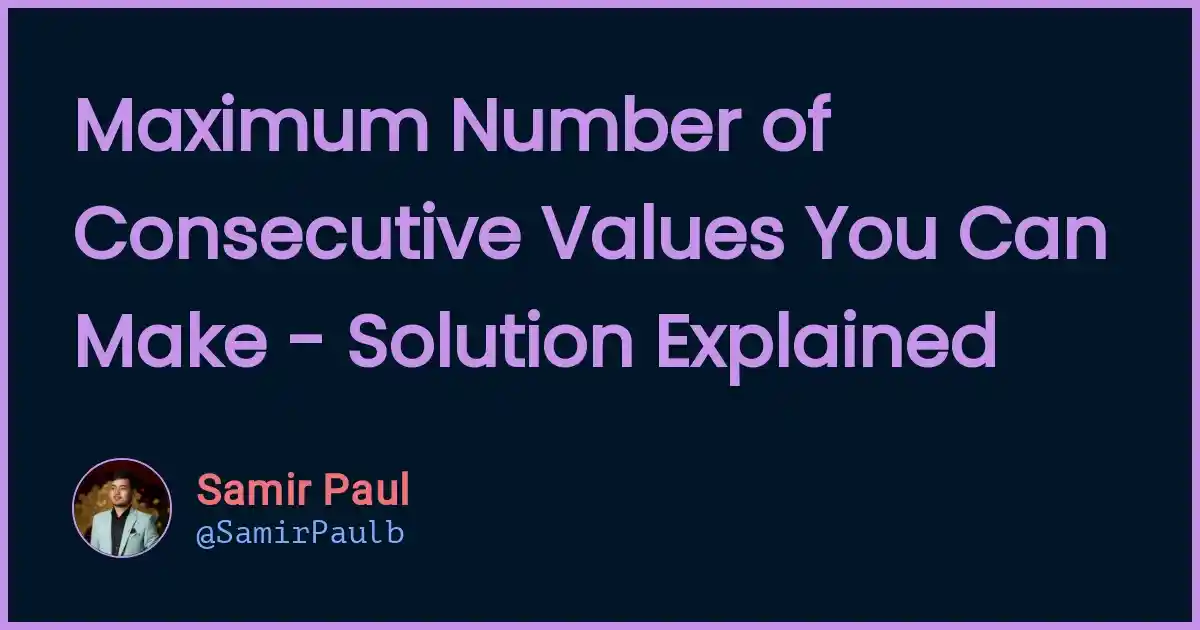 Maximum Number of
Consecutive Values You Can
Make - Solution Explained
Samir Paul
@SamirPaulb